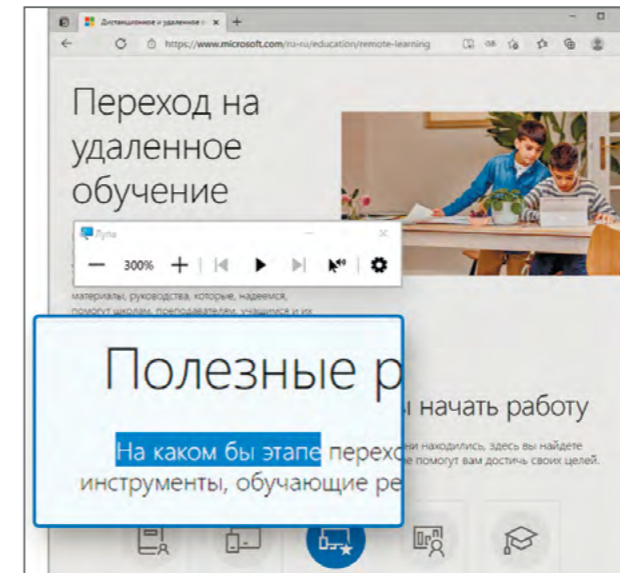 Дистанционное и удаленное о
https://www.microsoft.com/ru-ru/education/remote-learning
Переход на
удаленное
обучение
Лупа
300%
материалы, руководства, которые, надеемся,
помогут школам, преподавателям, учащимся и их
Полезные р
ы начать работу
На каком бы этапе перехо
ни находились, здесь вы найдете
инструменты, обучающие ре
е помогут вам достичь своих целей.